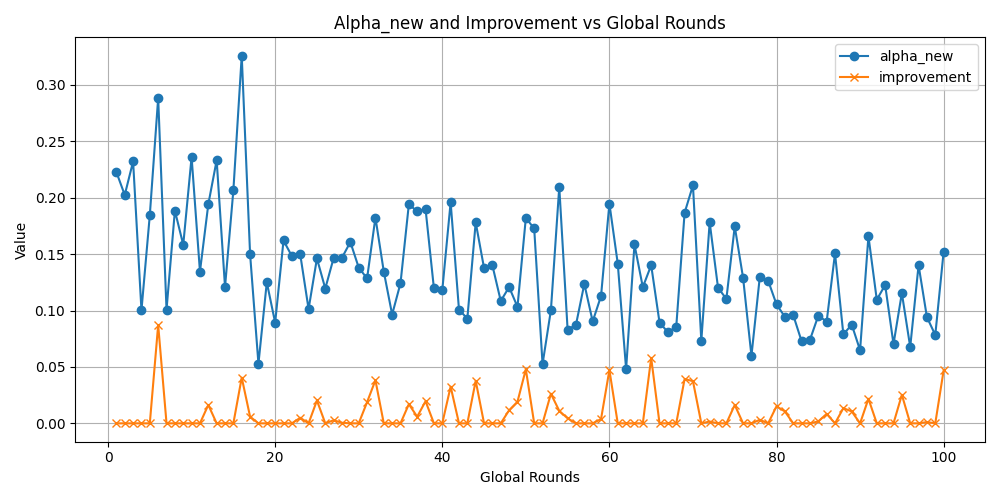 Alpha_new and Improvement vs Global Rounds
alpha_new
improvement
0.30
0.25
0.20
0.15
0.10
0.05
0.00
Value
0 20 40 60 80 100
Global Rounds